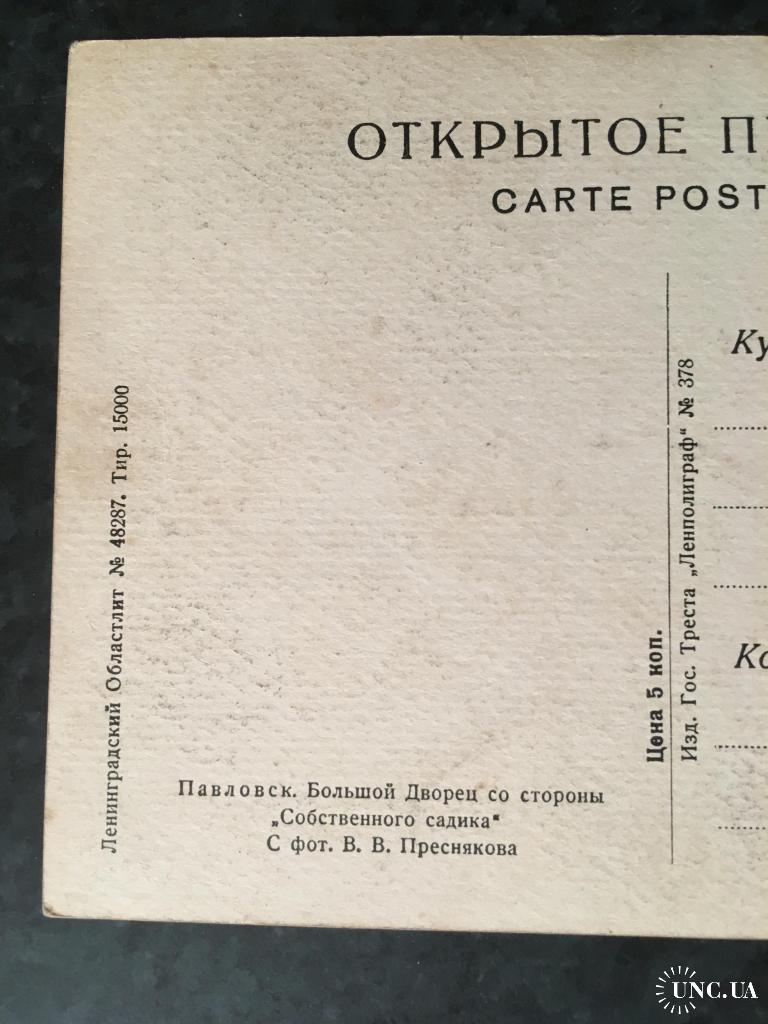 ОТКРЫТОЕ П
CARTE POST
Ку
Ко
Ленинградский Областлит № 48287. Тир. 15000
Цена 5 коп.
Изд. Гос. Треста „Ленполиграф“ № 378
Павловск. Большой Дворец со стороны
„Собственного садика“
С фот. В. В. Преснякова
UNC.UA